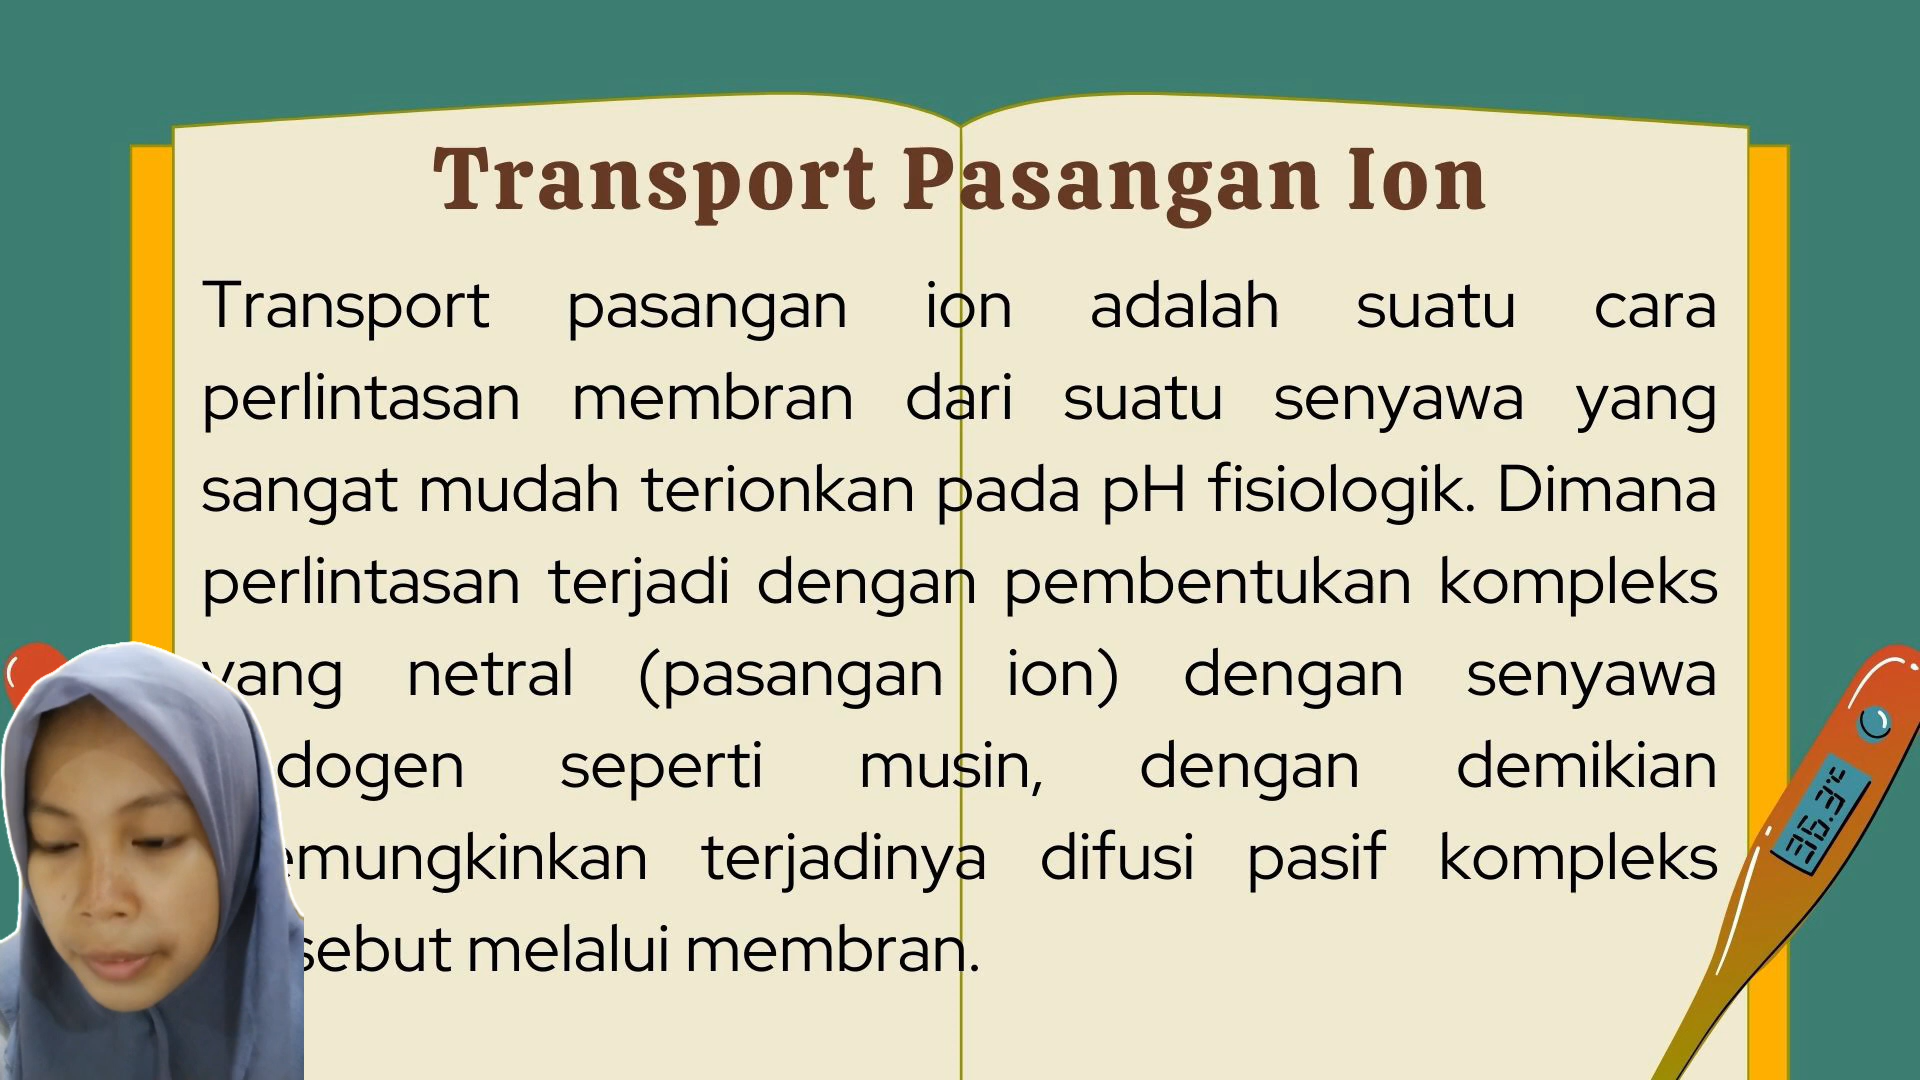 Transport Pasangan Ion
Transport pasangan ion adalah suatu cara
perlintasan membran dari suatu senyawa yang
sangat mudah terionkan pada pH fisiologik. Dimana
perlintasan terjadi dengan pembentukan kompleks
yang netral (pasangan ion) dengan senyawa
dogen seperti musin, dengan demikian
emungkinkan terjadinya difusi pasif kompleks
sebut melalui membran.
36.3°c